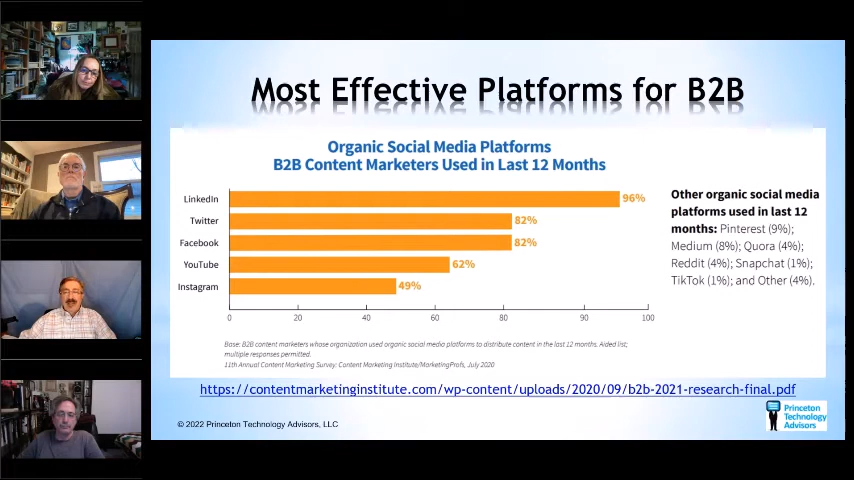 Most Effective Platforms for B2B
Organic Social Media Platforms
B2B Content Marketers Used in Last 12 Months
LinkedIn
96%
Twitter
82%
Facebook
82%
YouTube
62%
Instagram
49%
0
20
40
60
80
90
100
Other organic social media
platforms used in last 12
months: Pinterest (9%);
Medium (8%); Quora (4%);
Reddit (4%); Snapchat (1%);
TikTok (1%); and Other (4%).
Base: B2B content marketers whose organization used organic social media platforms to distribute content in the last 12 months. Aided list;
multiple responses permitted.
11th Annual Content Marketing Survey: Content Marketing Institute/MarketingProfs, July 2020
https://contentmarketinginstitute.com/wp-content/uploads/2020/09/b2b-2021-research-final.pdf
© 2022 Princeton Technology Advisors, LLC
Princeton
Technology
Advisors